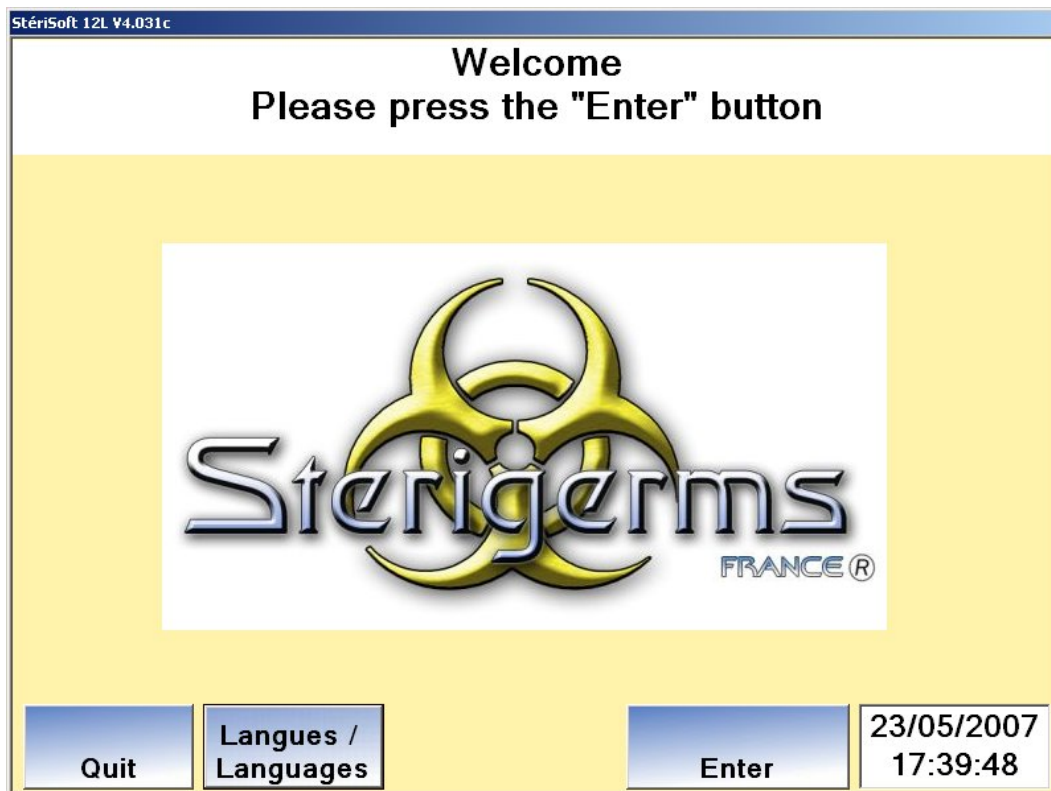 StériSoft 12L V4.031c
Welcome
Please press the "Enter" button
Sterigerms
FRANCE ®
Quit
Langues /
Languages
Enter
23/05/2007
17:39:48